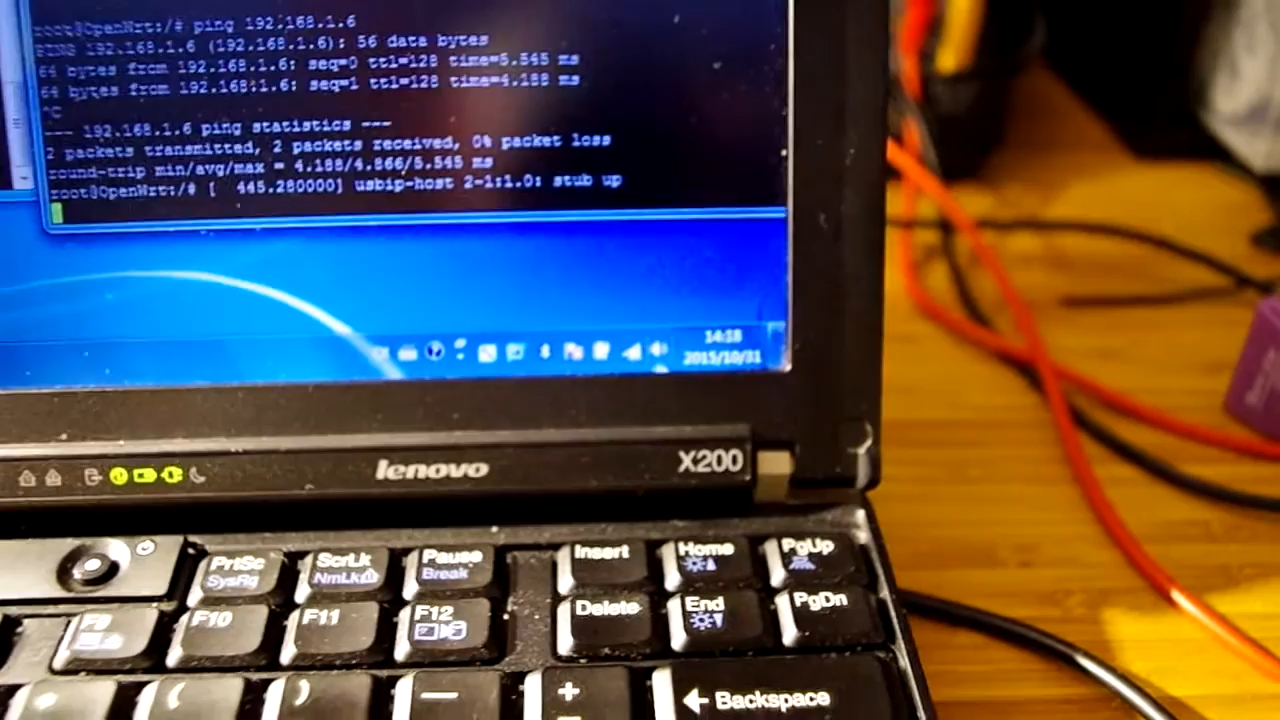 root@OpenWrt:/# ping 192.168.1.6
PING 192.168.1.6 (192.168.1.6): 56 data bytes
64 bytes from 192.168.1.6: seq=0 ttl=128 time=5.545 ms
64 bytes from 192.168.1.6: seq=1 ttl=128 time=4.188 ms
^C
--- 192.168.1.6 ping statistics ---
2 packets transmitted, 2 packets received, 0% packet loss
round-trip min/avg/max = 4.188/4.866/5.545 ms
root@OpenWrt:/# [  445.280000] usbip-host 2-1:1.0: stub up
14:18
2015/10/31
lenovo X200
PrtSc ScrLk Pause Insert Home PgUp
SysRq NmLk Break
F9 F10 F11 F12 Delete End PgDn
( ) — +
← Backspace